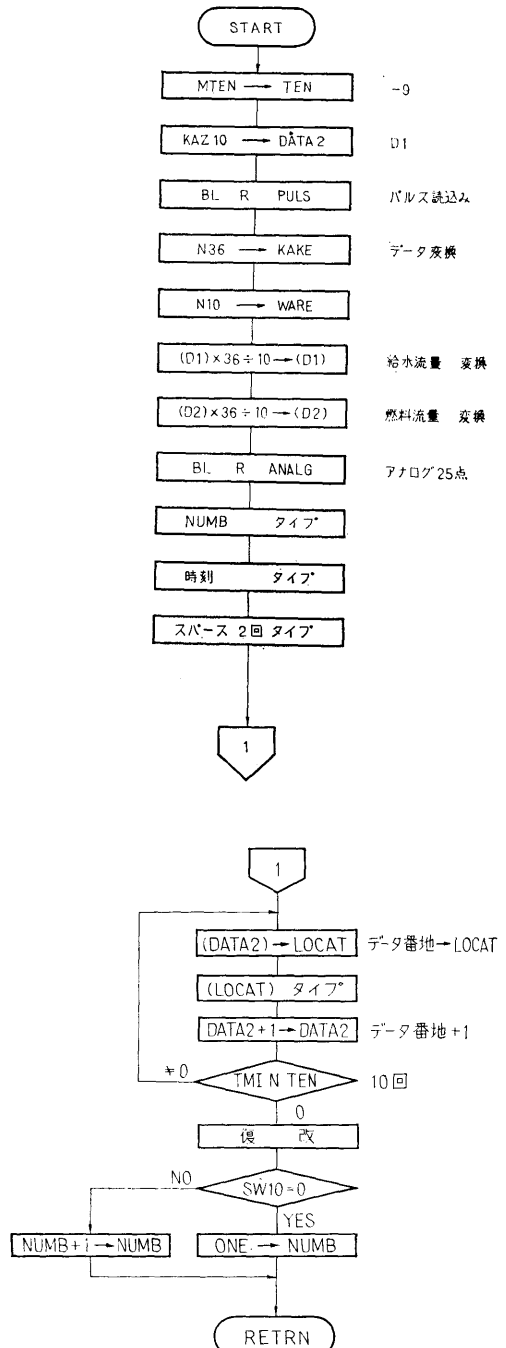 START
MTEN → TEN -9
KAZ10 → DATA2 D1
BL R PULS パルス読込み
N36 → KAKE データ変換
N10 → WARE
(D1)×36÷10→(D1) 給水流量 変換
(D2)×36÷10→(D2) 燃料流量 変換
BL R ANALG アナログ25点
NUMB タイプ
時刻 タイプ
スパース 2回 タイプ
1
1
(DATA2)→LOCAT データ番地→LOCAT
(LOCAT) タイプ
DATA2+1→DATA2 データ番地+1
≠0 TMI N TEN 10回
0
復 改
NO SW10=0
YES
NUMB+1→NUMB ONE→NUMB
RETRN